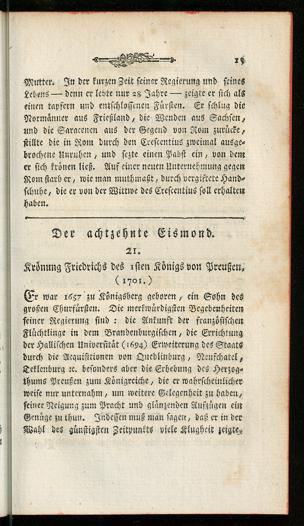 15
Mutter. In der kurzen Zeit seiner Regierung und seines
Lebens — denn er lebte nur 28 Jahre — zeigte er sich als
einen tapfern und entschlossenen Fürsten. Er schlug die
Normänner aus Friesland, die Wenden aus Sachsen,
und die Saracenen aus der Gegend von Rom zurücke,
stillte die in Rom durch den Crescentius zweimal ausge-
brochene Unruhen, und sezte einen Pabst ein, von dem
er sich krönen ließ. Auf einer neuen Unternehmung gegen
Rom starb er, wie man muthmaßt, durch vergiftete Hand-
schuhe, die er von der Wittwe des Crescentius soll erhalten
haben.
Der achtzehnte Eismond.
21.
Krönung Friedrichs des 1sten Königs von Preußen,
(1701.)
Er war 1657 zu Königsberg geboren, ein Sohn des
großen Churfürsten. Die merkwürdigsten Begebenheiten
seiner Regierung sind: die Ankunft der französischen
Flüchtlinge in dem Brandenburgischen, die Errichtung
der Hallischen Universität (1694) Erweiterung des Staats
durch die Acquisitionen von Quedlinburg, Neufchatel,
Tecklenburg ꝛc. besonders aber die Erhebung des Herzog-
thums Preußen zum Königreiche, die er wahrscheinlicher
weise nur unternahm, um weitere Gelegenheit zu haben,
seiner Neigung zum Pracht und glänzenden Aufzügen ein
Genüge zu thun. Indessen muß man sagen, daß er in der
Wahl des günstigsten Zeitpunkts viele Klugheit zeigte.